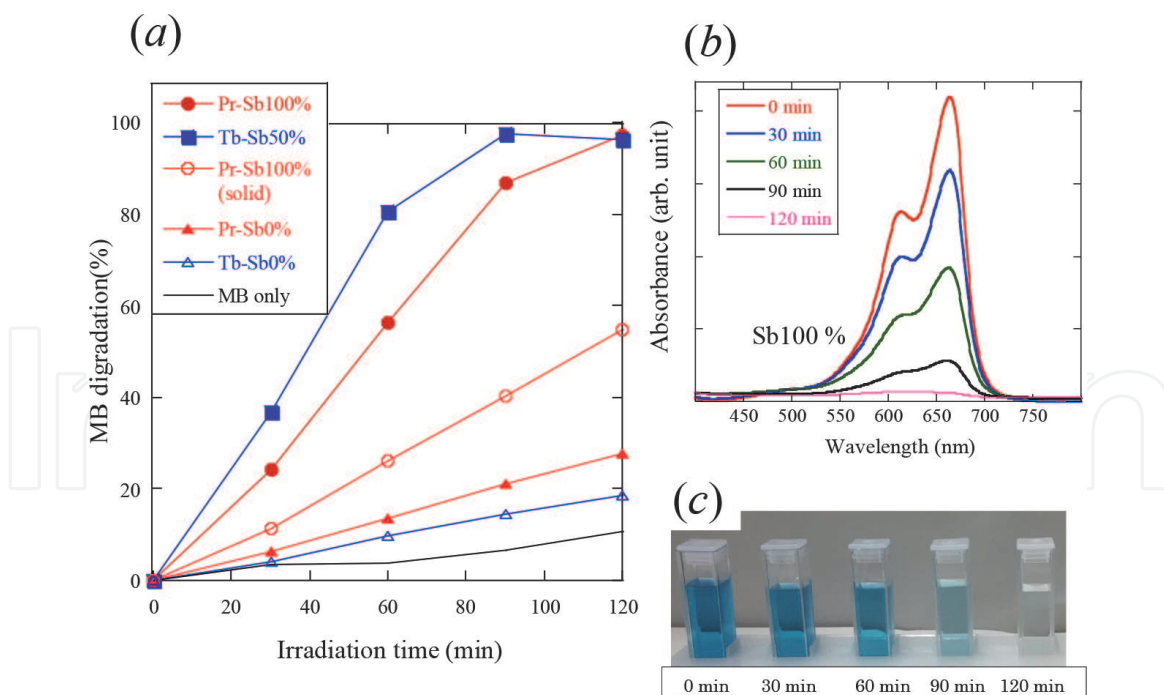 (a)
Pr-Sb100%
Tb-Sb50%
Pr-Sb100%
(solid)
Pr-Sb0%
Tb-Sb0%
MB only
100
80
60
40
20
0
MB digradation(%)
0 20 40 60 80 100 120
Irradiation time (min)
(b)
0 min
30 min
60 min
90 min
120 min
Sb100 %
Absorbance (arb. unit)
450 500 550 600 650 700 750
Wavelength (nm)
(c)
0 min 30 min 60 min 90 min 120 min